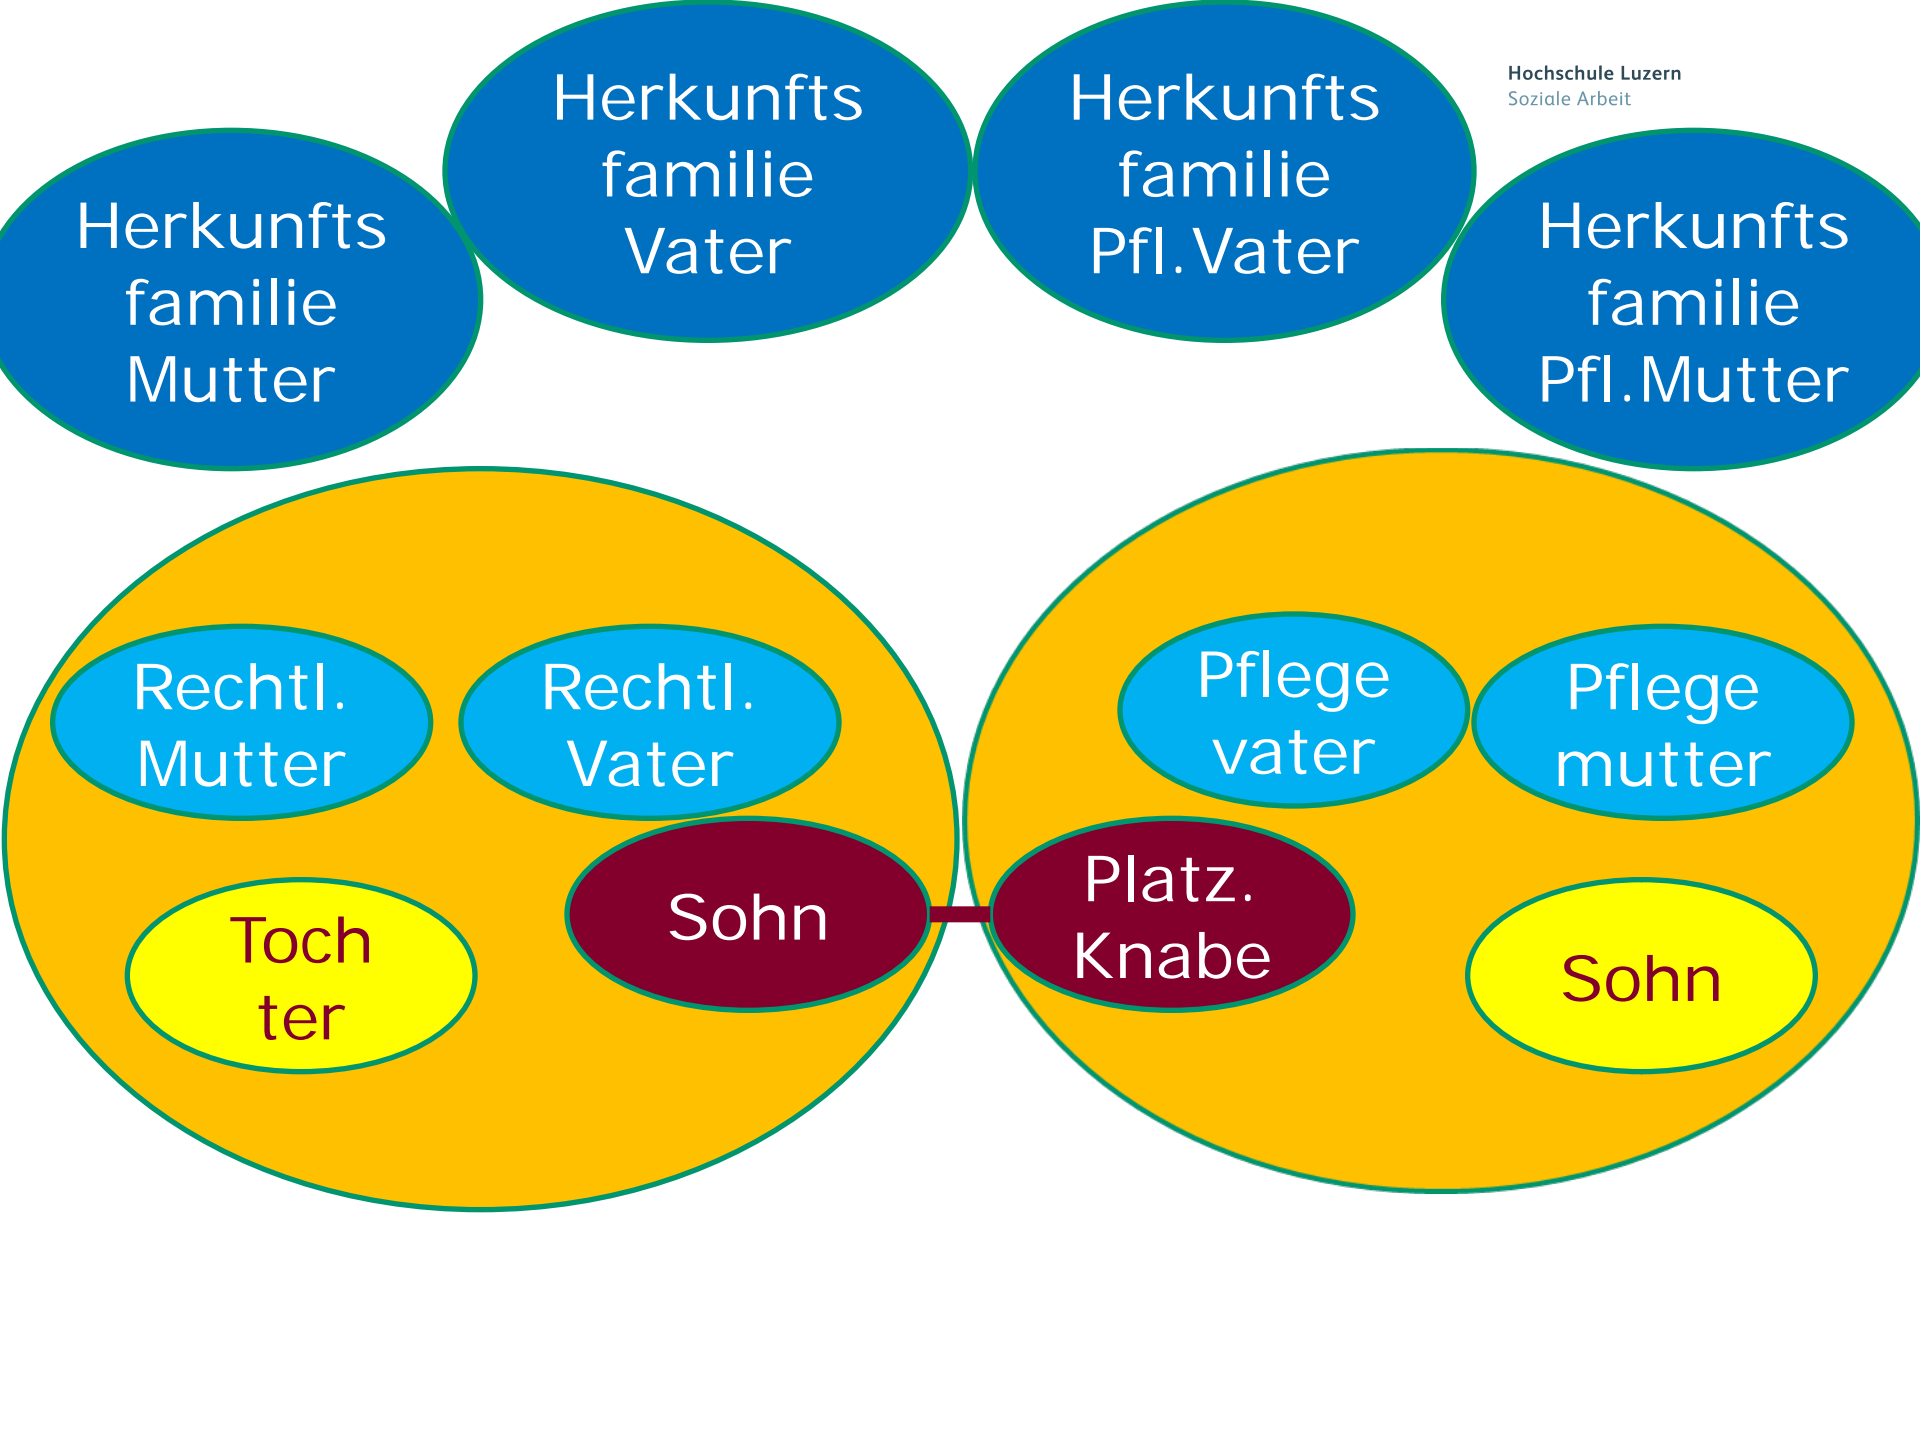 Herkunfts
familie
Mutter
Herkunfts
familie
Vater
Herkunfts
familie
Pfl.Vater
Hochschule Luzern
Soziale Arbeit
Herkunfts
familie
Pfl.Mutter
Rechtl.
Mutter
Rechtl.
Vater
Pflege
vater
Pflege
mutter
Toch
ter
Sohn
Platz.
Knabe
Sohn